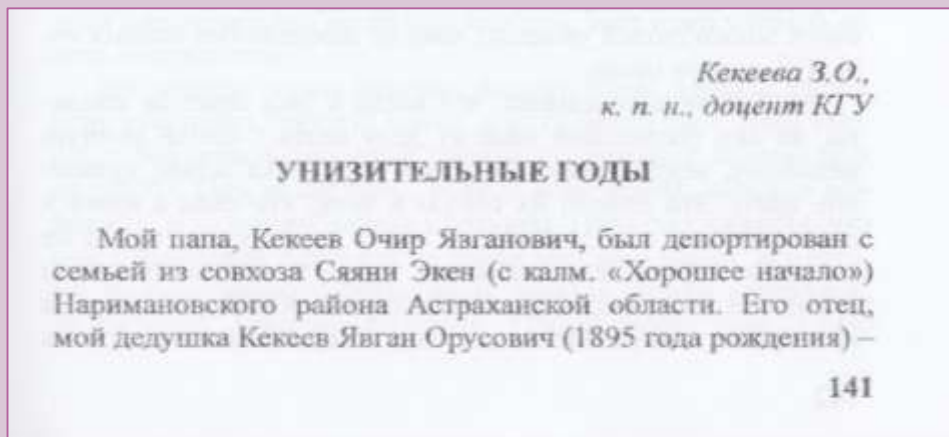 Кекеева З.О.,
к. п. н., доцент КГУ
УНИЗИТЕЛЬНЫЕ ГОДЫ
Мой папа, Кекеев Очир Явганович, был депортирован с
семьей из совхоза Сяяни Экен (с калм. «Хорошее начало»)
Наримановского района Астраханской области. Его отец,
мой дедушка Кекеев Явган Орусович (1895 года рождения) –
141